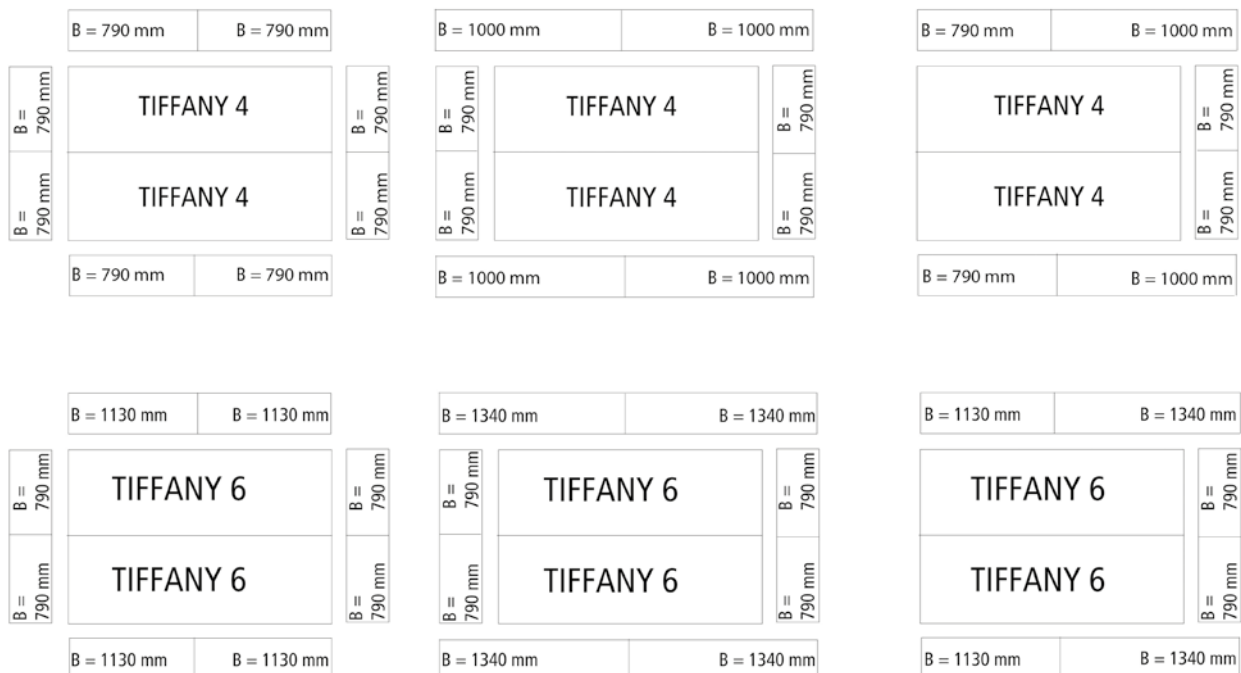 B = 790 mm B = 790 mm B = 1000 mm B = 1000 mm B = 790 mm B = 1000 mm
B = 790 mm TIFFANY 4 B = 790 mm B = 790 mm TIFFANY 4 B = 790 mm TIFFANY 4 B = 790 mm
B = 790 mm TIFFANY 4 B = 790 mm B = 790 mm TIFFANY 4 B = 790 mm TIFFANY 4 B = 790 mm
B = 790 mm B = 790 mm B = 1000 mm B = 1000 mm B = 790 mm B = 1000 mm
B = 1130 mm B = 1130 mm B = 1340 mm B = 1340 mm B = 1130 mm B = 1340 mm
B = 790 mm TIFFANY 6 B = 790 mm B = 790 mm TIFFANY 6 B = 790 mm TIFFANY 6 B = 790 mm
B = 790 mm TIFFANY 6 B = 790 mm B = 790 mm TIFFANY 6 B = 790 mm TIFFANY 6 B = 790 mm
B = 1130 mm B = 1130 mm B = 1340 mm B = 1340 mm B = 1130 mm B = 1340 mm